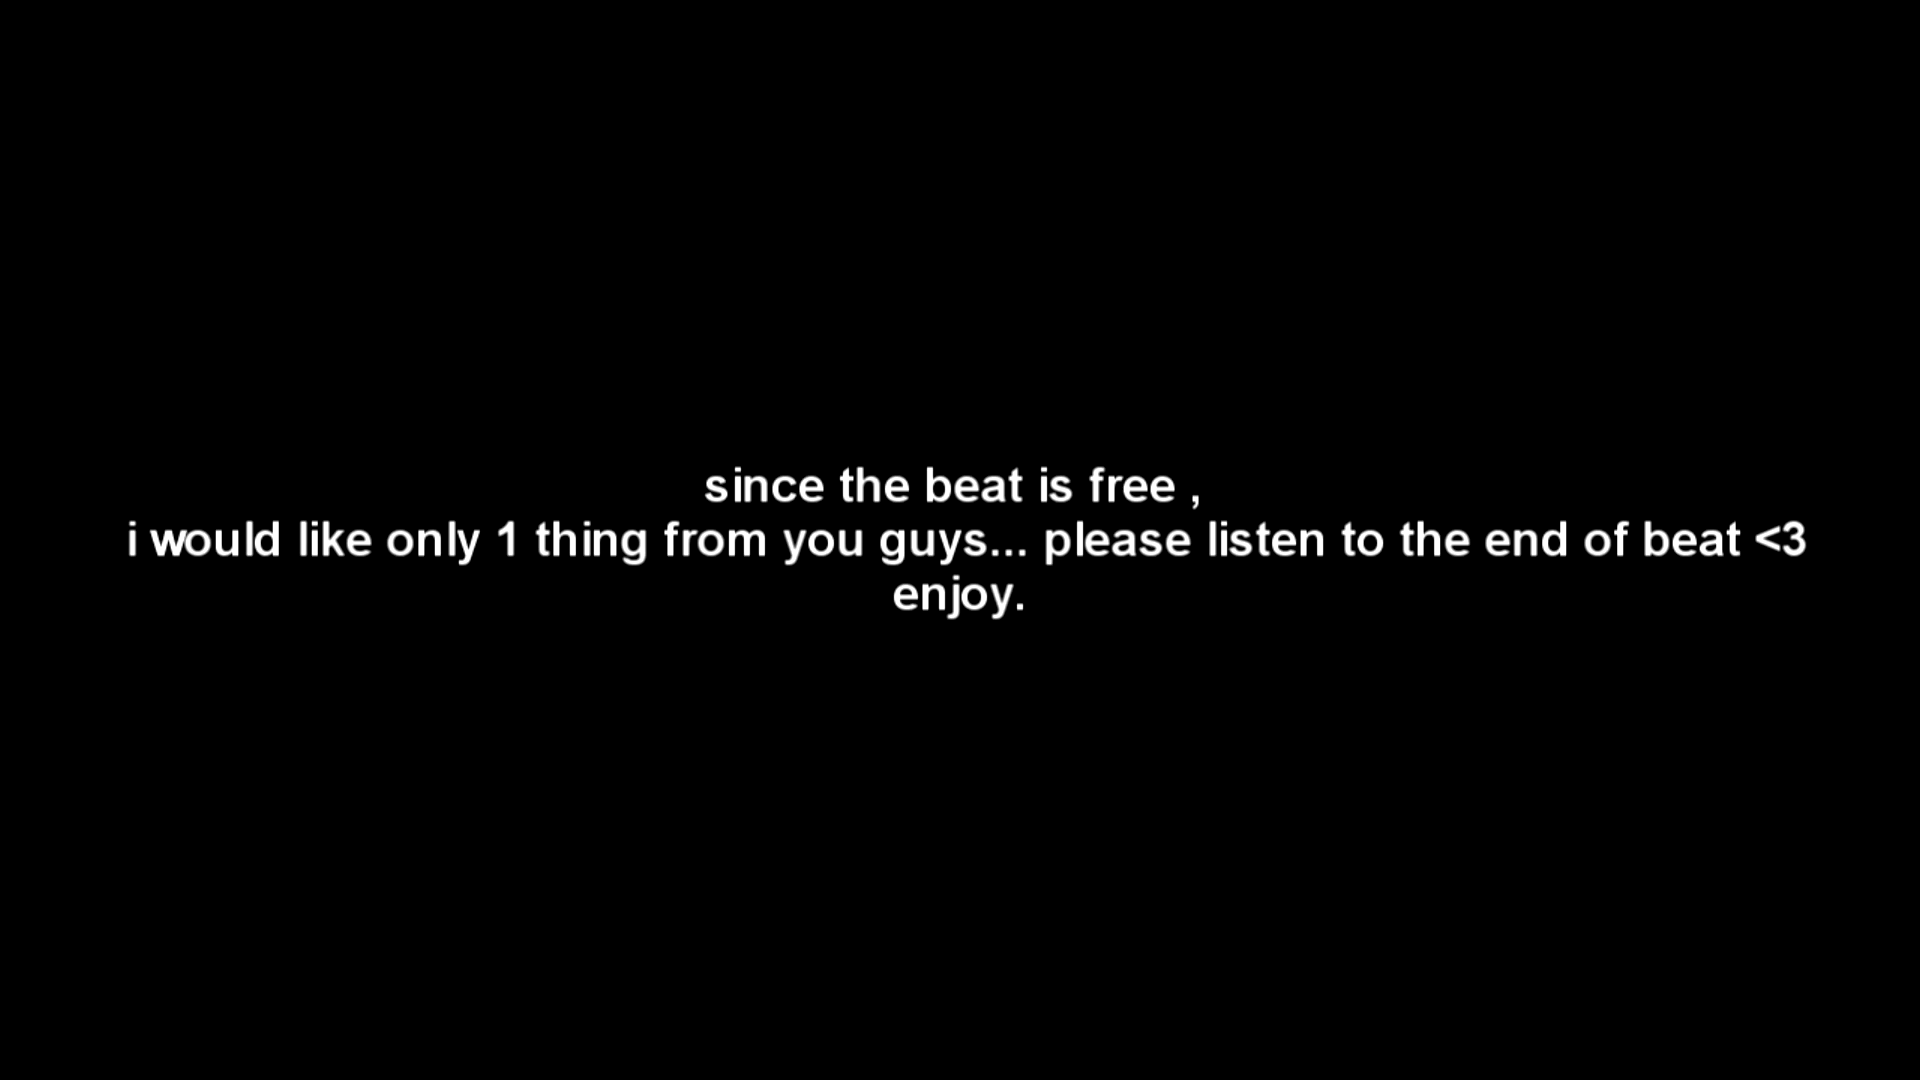 since the beat is free ,
i would like only 1 thing from you guys... please listen to the end of beat <3
enjoy.